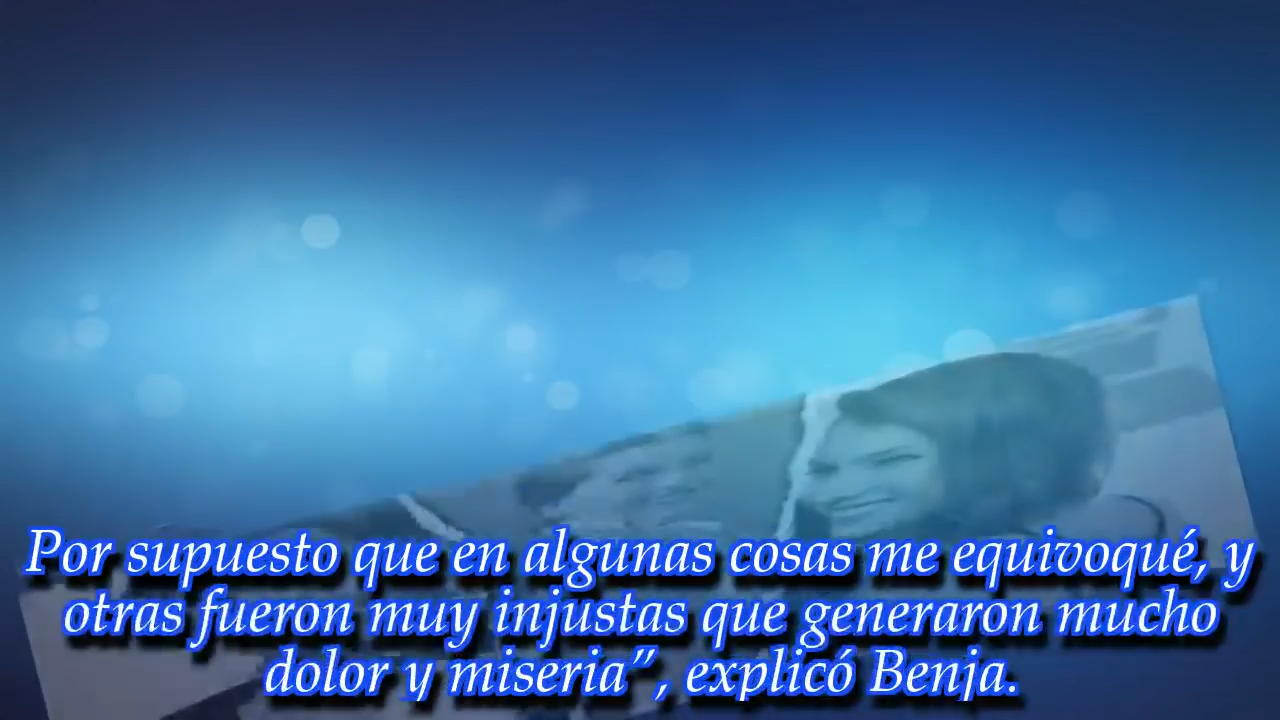 Por supuesto que en algunas cosas me equivoqué, y
otras fueron muy injustas que generaron mucho
dolor y miseria”, explicó Benja.